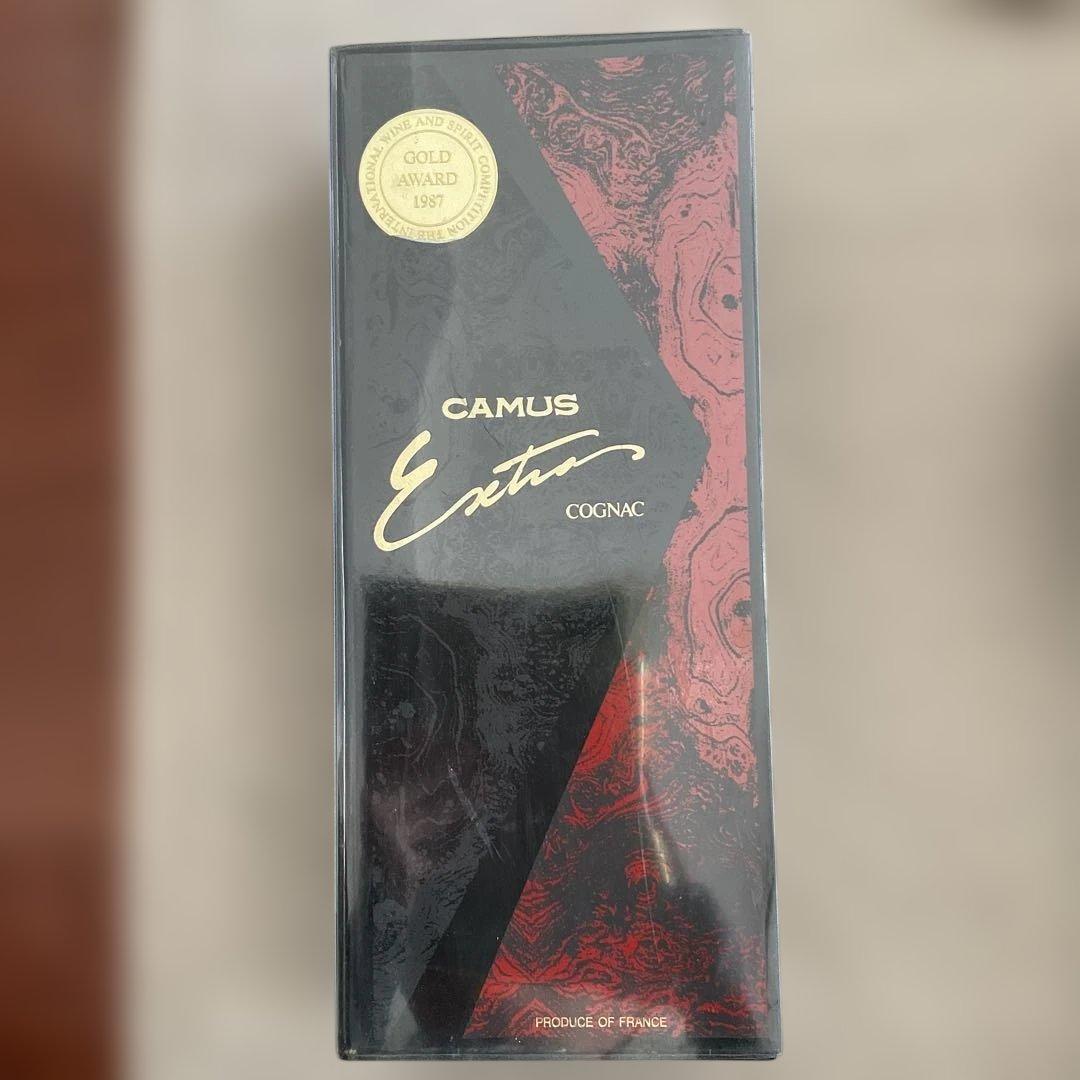 THE INTERNATIONAL WINE AND SPIRIT COMPETITION
GOLD
AWARD
1987
CAMUS
Extra
COGNAC
PRODUCE OF FRANCE